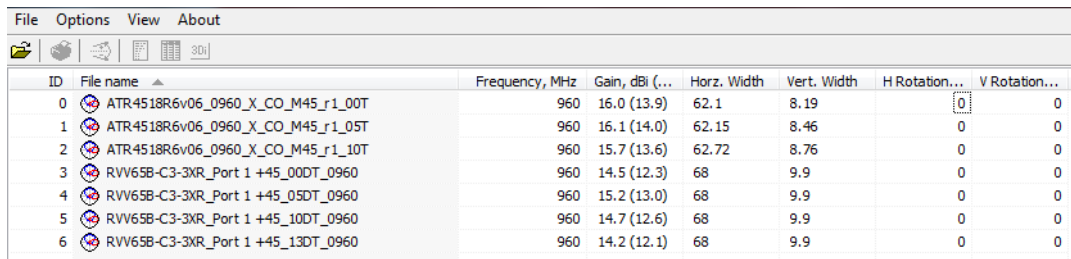 File Options View About
3Di
ID File name Frequency, MHz Gain, dBi (... Horz. Width Vert. Width H Rotation... V Rotation...
0 ATR4518R6v06_0960_X_CO_M45_r1_00T 960 16.0 (13.9) 62.1 8.19 0 0
1 ATR4518R6v06_0960_X_CO_M45_r1_05T 960 16.1 (14.0) 62.15 8.46 0 0
2 ATR4518R6v06_0960_X_CO_M45_r1_10T 960 15.7 (13.6) 62.72 8.76 0 0
3 RVV65B-C3-3XR_Port 1 +45_00DT_0960 960 14.5 (12.3) 68 9.9 0 0
4 RVV65B-C3-3XR_Port 1 +45_05DT_0960 960 15.2 (13.0) 68 9.9 0 0
5 RVV65B-C3-3XR_Port 1 +45_10DT_0960 960 14.7 (12.6) 68 9.9 0 0
6 RVV65B-C3-3XR_Port 1 +45_13DT_0960 960 14.2 (12.1) 68 9.9 0 0